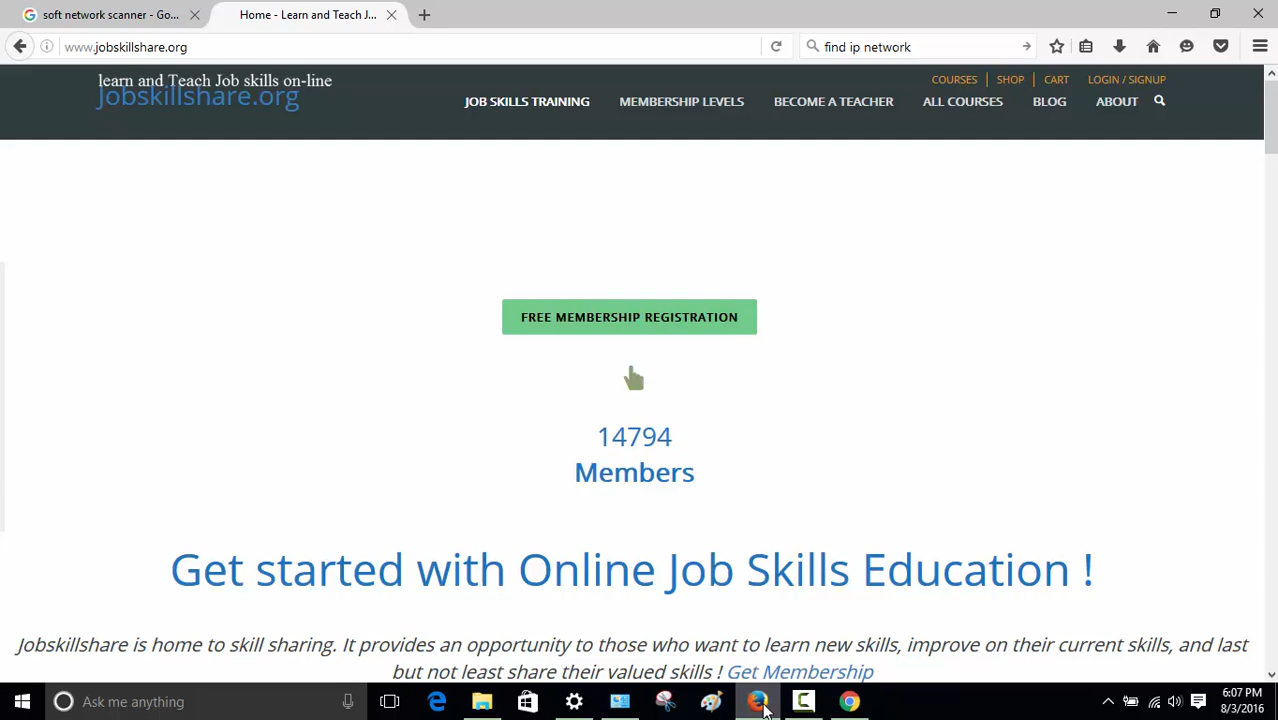 soft network scanner - Go...
Home - Learn and Teach J...
www.jobskillshare.org
find ip network
learn and Teach Job skills on-line
Jobskillshare.org
COURSES
SHOP
CART
LOGIN / SIGNUP
JOB SKILLS TRAINING
MEMBERSHIP LEVELS
BECOME A TEACHER
ALL COURSES
BLOG
ABOUT
FREE MEMBERSHIP REGISTRATION
14794
Members
Get started with Online Job Skills Education !
Jobskillshare is home to skill sharing. It provides an opportunity to those who want to learn new skills, improve on their current skills, and last
but not least share their valued skills ! Get Membership
Ask me anything
6:07 PM
8/3/2016